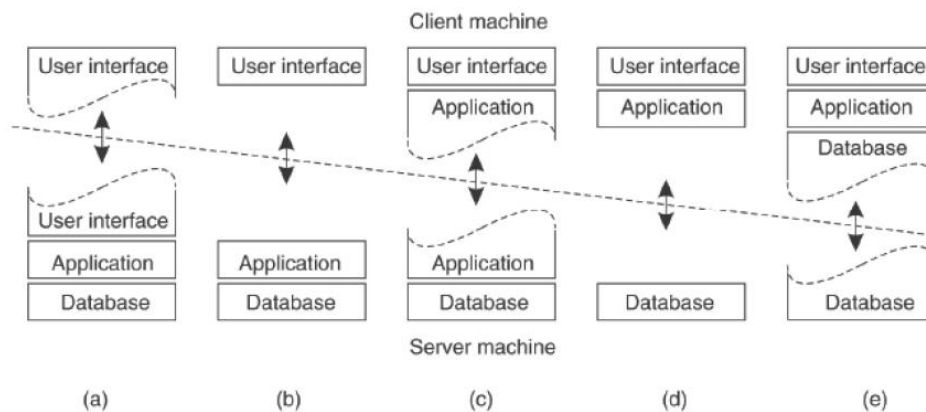 Client machine
User interface User interface User interface User interface User interface
Application Application Application
Database
User interface
Application Application Application
Database Database Database Database Database
Server machine
(a) (b) (c) (d) (e)